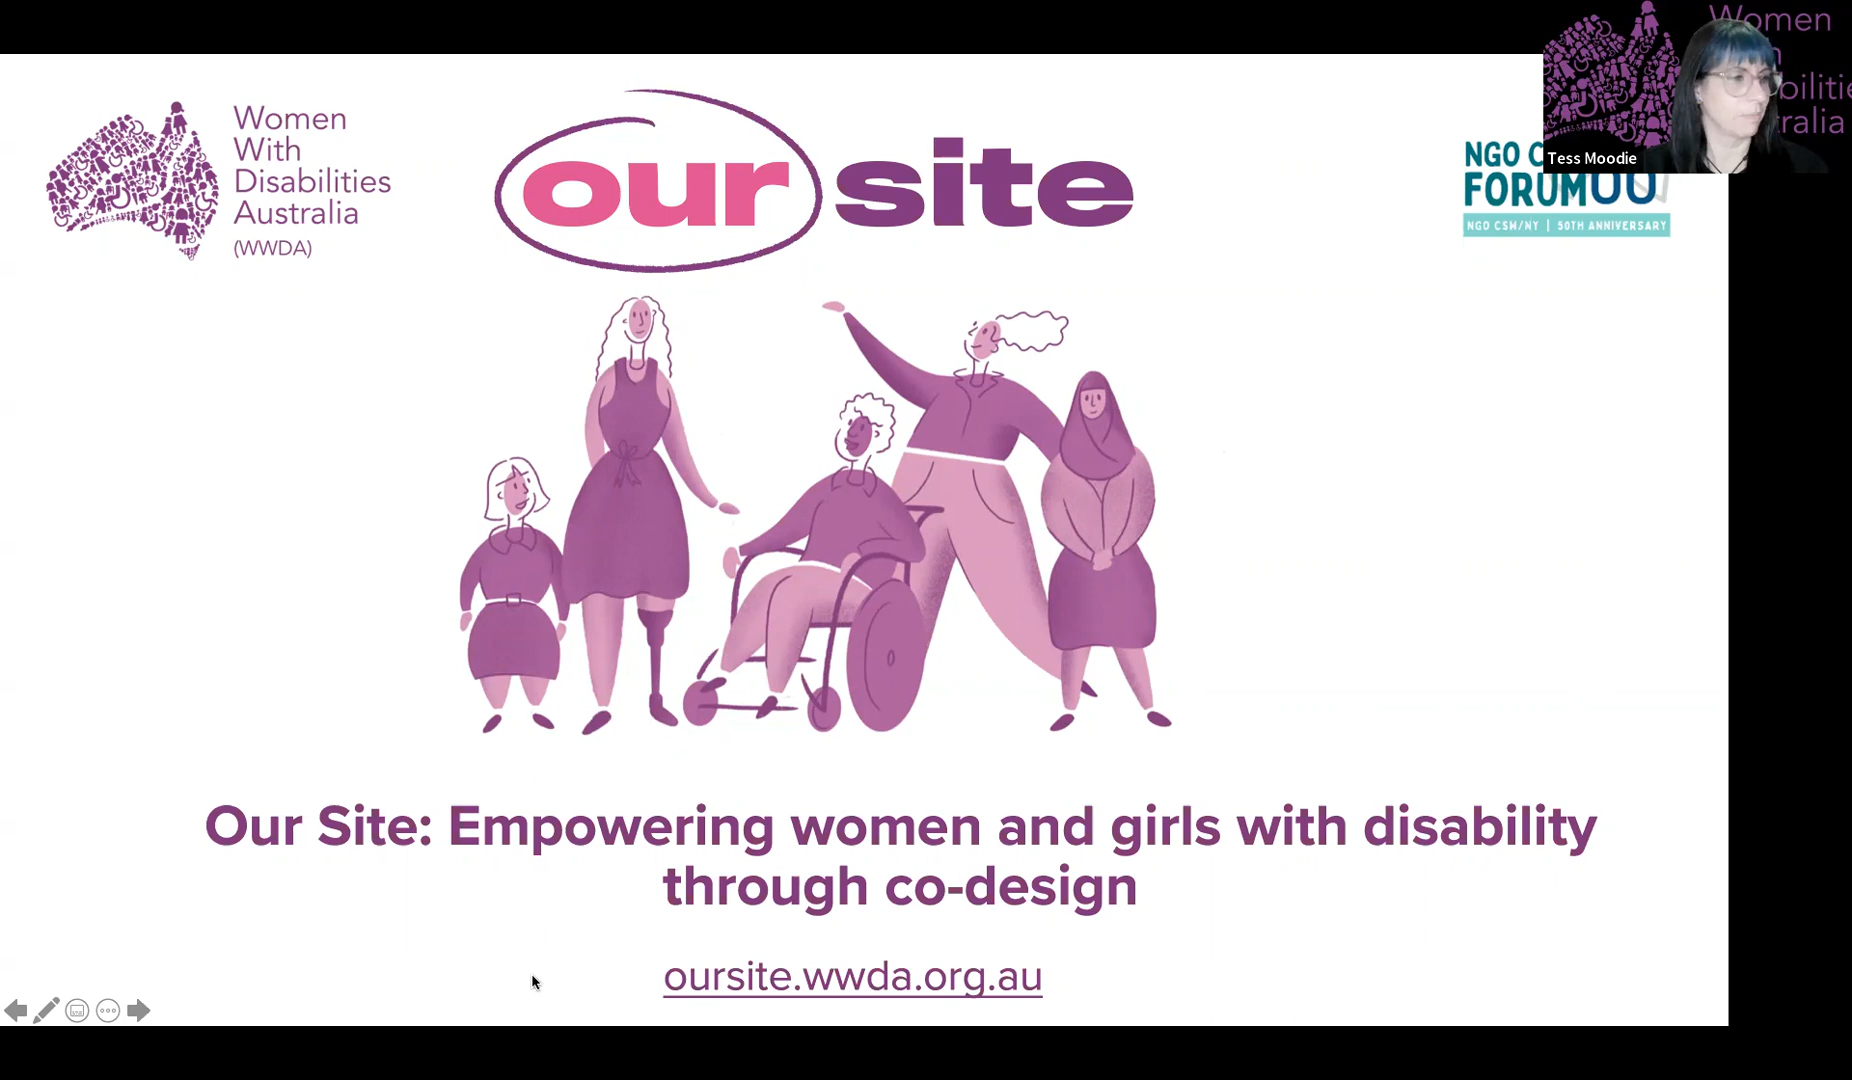 Women
With
Disabilities
Australia
(WWDA)
our site
NGO
FORUM
NGO CSW/NY | 50TH ANNIVERSARY
Women
Tess Moodie
Our Site: Empowering women and girls with disability
through co-design
oursite.wwda.org.au